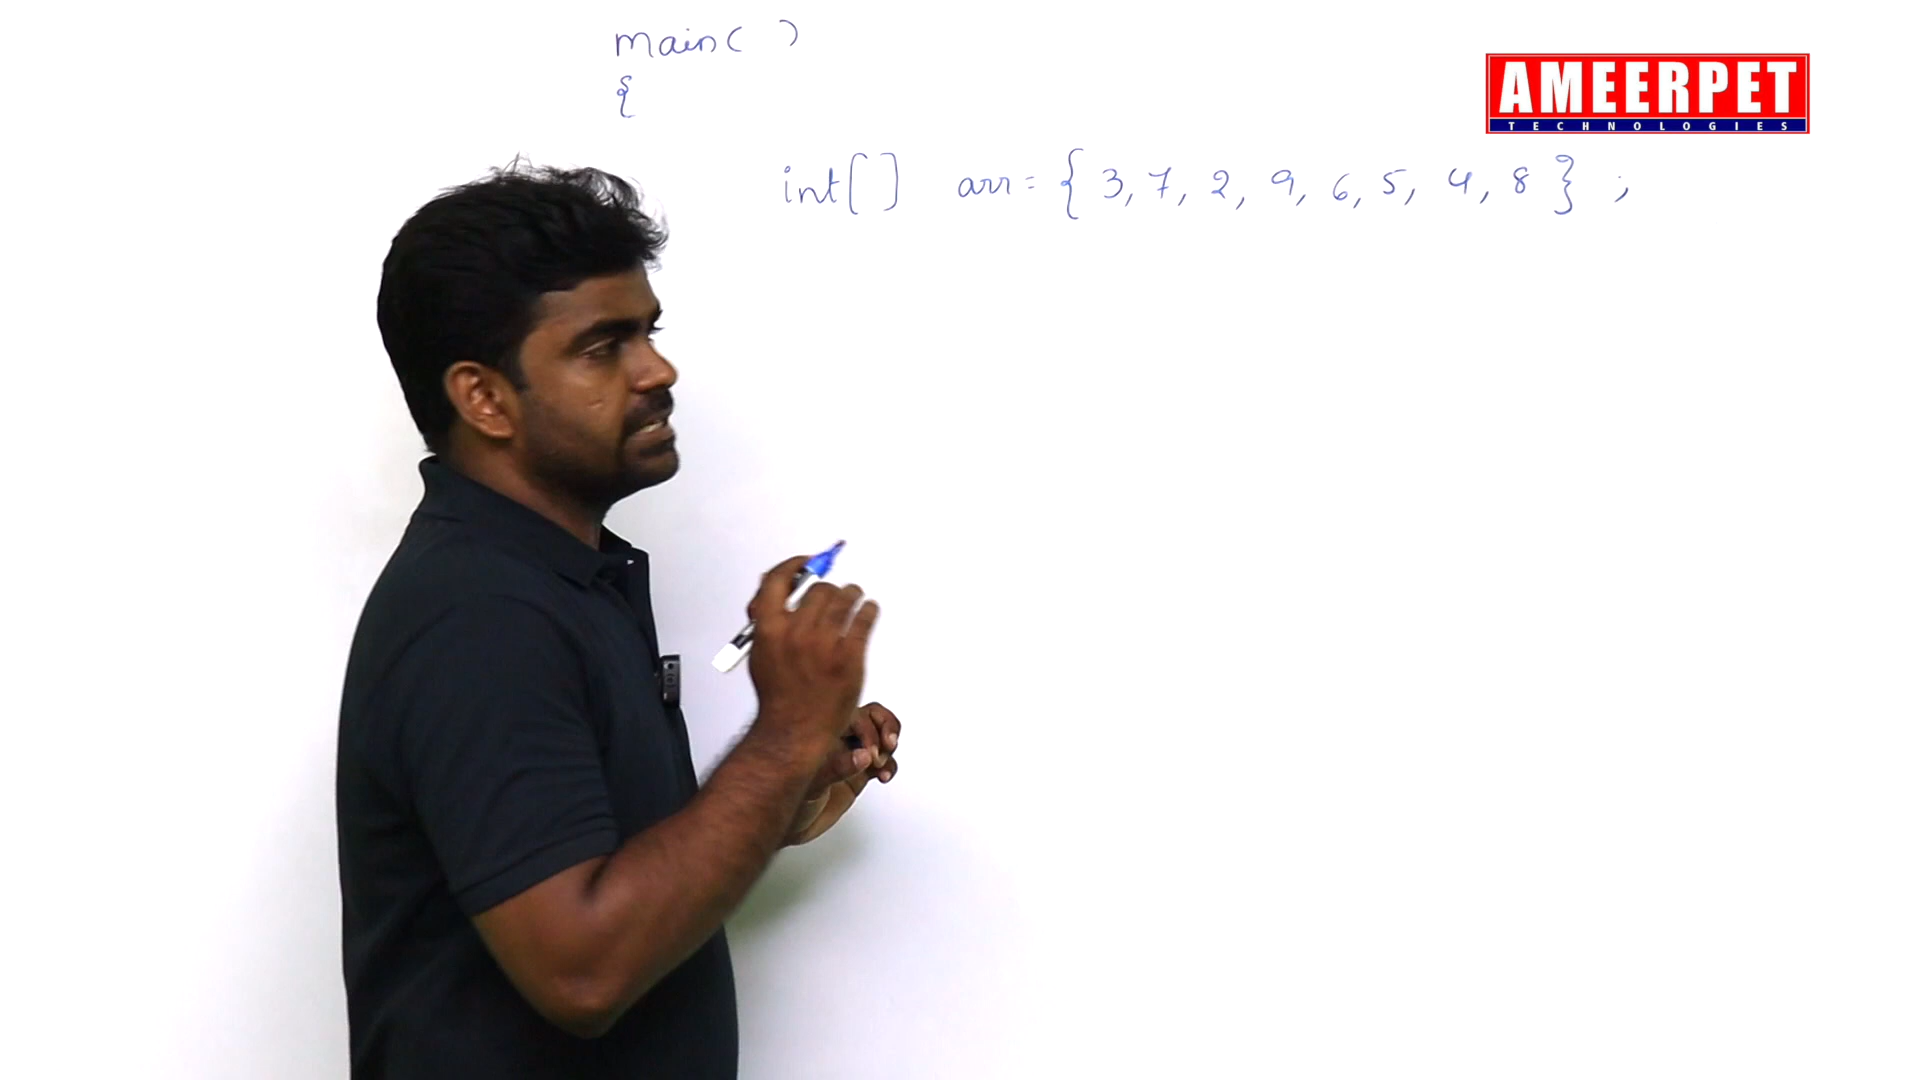 main( )
{
AMEERPET
TECHNOLOGIES
int[] arr = { 3, 7, 2, 9, 6, 5, 4, 8 } ;